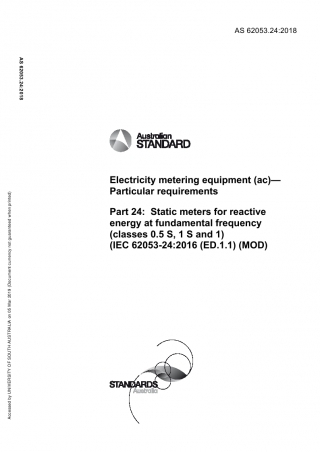 AS 62053.24:2018
AS 62053.24-2018
Australian
STANDARD
Electricity metering equipment (ac)—
Particular requirements
Part 24: Static meters for reactive
energy at fundamental frequency
(classes 0.5 S, 1 S and 1)
(IEC 62053-24:2016 (ED.1.1) (MOD)
Accessed by UNIVERSITY OF SOUTH AUSTRALIA on 05 Mar 2019 (Document currency not guaranteed when printed)
STANDARDS
Australia